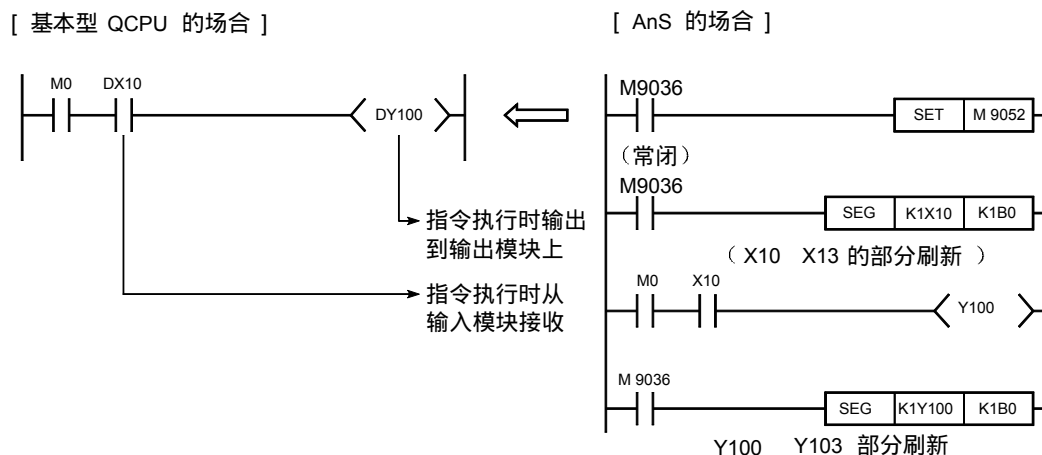 [ 基本型 QCPU 的场合 ]
M0 DX10
DY100
指令执行时输出
到输出模块上
指令执行时从
输入模块接收
[ AnS 的场合 ]
M9036
SET M 9052
（常闭）
M9036
SEG K1X10 K1B0
（ X10 X13 的部分刷新 ）
M0 X10
Y100
M 9036
SEG K1Y100 K1B0
Y100 Y103 部分刷新